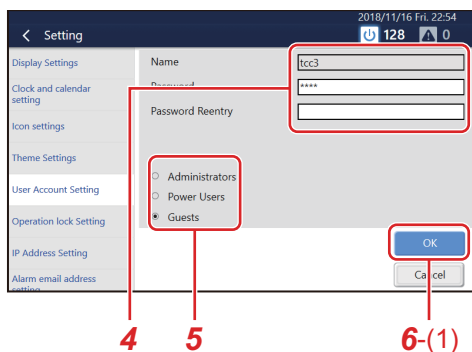 2018/11/16 Fri. 22:54
Setting
128
0
Display Settings
Clock and calendar
setting
Icon settings
Theme Settings
User Account Setting
Operation lock Setting
IP Address Setting
Alarm email address
setting
Name
tcc3
Password
****
Password Reentry
Administrators
Power Users
Guests
OK
Cancel
4
5
6-(1)